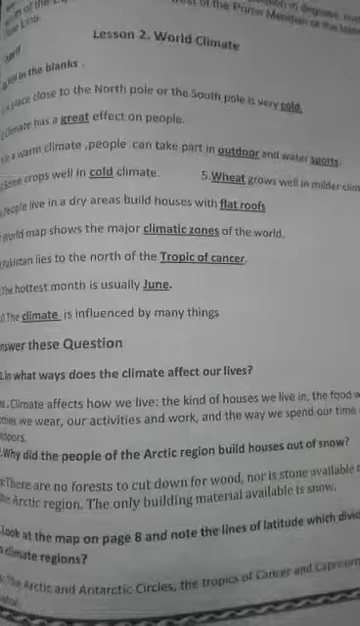 of the Prime Meridian or the
Lesson 2. World Climate
in the blanks .
place close to the North pole or the South pole is very cold.
Climate has a great effect on people.
a warm climate ,people can take part in outdoor and water sports.
Some crops well in cold climate. 5.Wheat grows well in milder
People live in a dry areas build houses with flat roofs
World map shows the major climatic zones of the world.
Pakistan lies to the north of the Tropic of cancer.
The hottest month is usually June.
The climate is influenced by many things
these Question
In what ways does the climate affect our lives?
Climate affects how we live: the kind of houses we live in, the food
we wear, our activities and work, and the way we spend our time
Why did the people of the Arctic region build houses out of snow?
There are no forests to cut down for wood, nor is stone available
Arctic region. The only building material available is snow.
Look at the map on page 8 and note the lines of latitude which
climate regions?
The Arctic and Antarctic Circles, the tropics of Cancer and